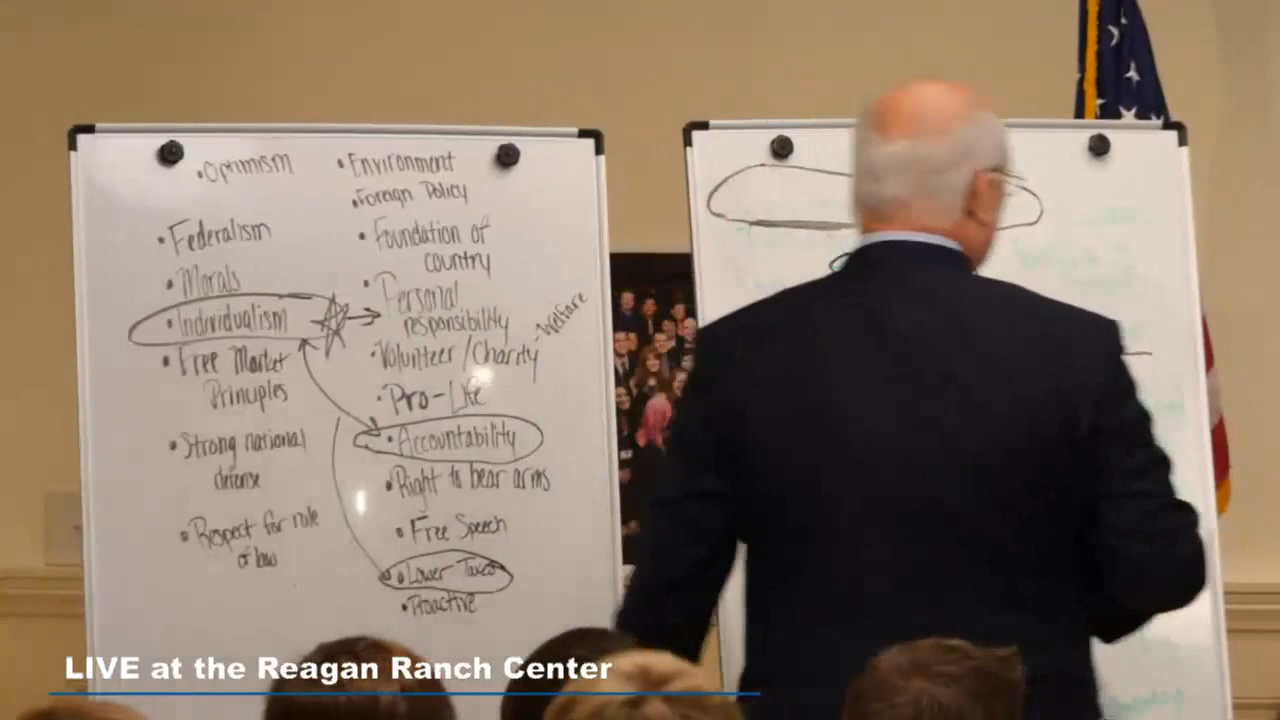 • Optimism
• Federalism
• Morals
• Individualism
• Free Market
Principles
• Strong national
defense
• Respect for rule
of law
• Environment
• Foreign Policy
• Foundation of
country
• Personal
responsibility
• Volunteer / Charity
- Welfare
• Pro-Life
• Accountability
• Right to bear arms
• Free Speech
• Lower Taxes
• Proactive
LIVE at the Reagan Ranch Center